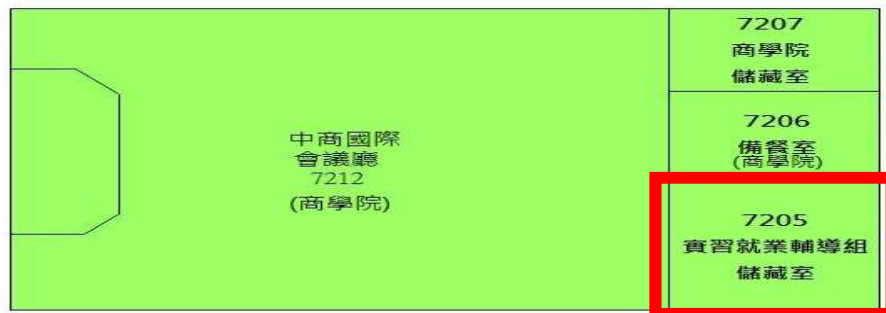 7207
商學院
儲藏室
7206
備餐室
(商學院)
中商國際
會議廳
7212
(商學院)
7205
實習就業輔導組
儲藏室